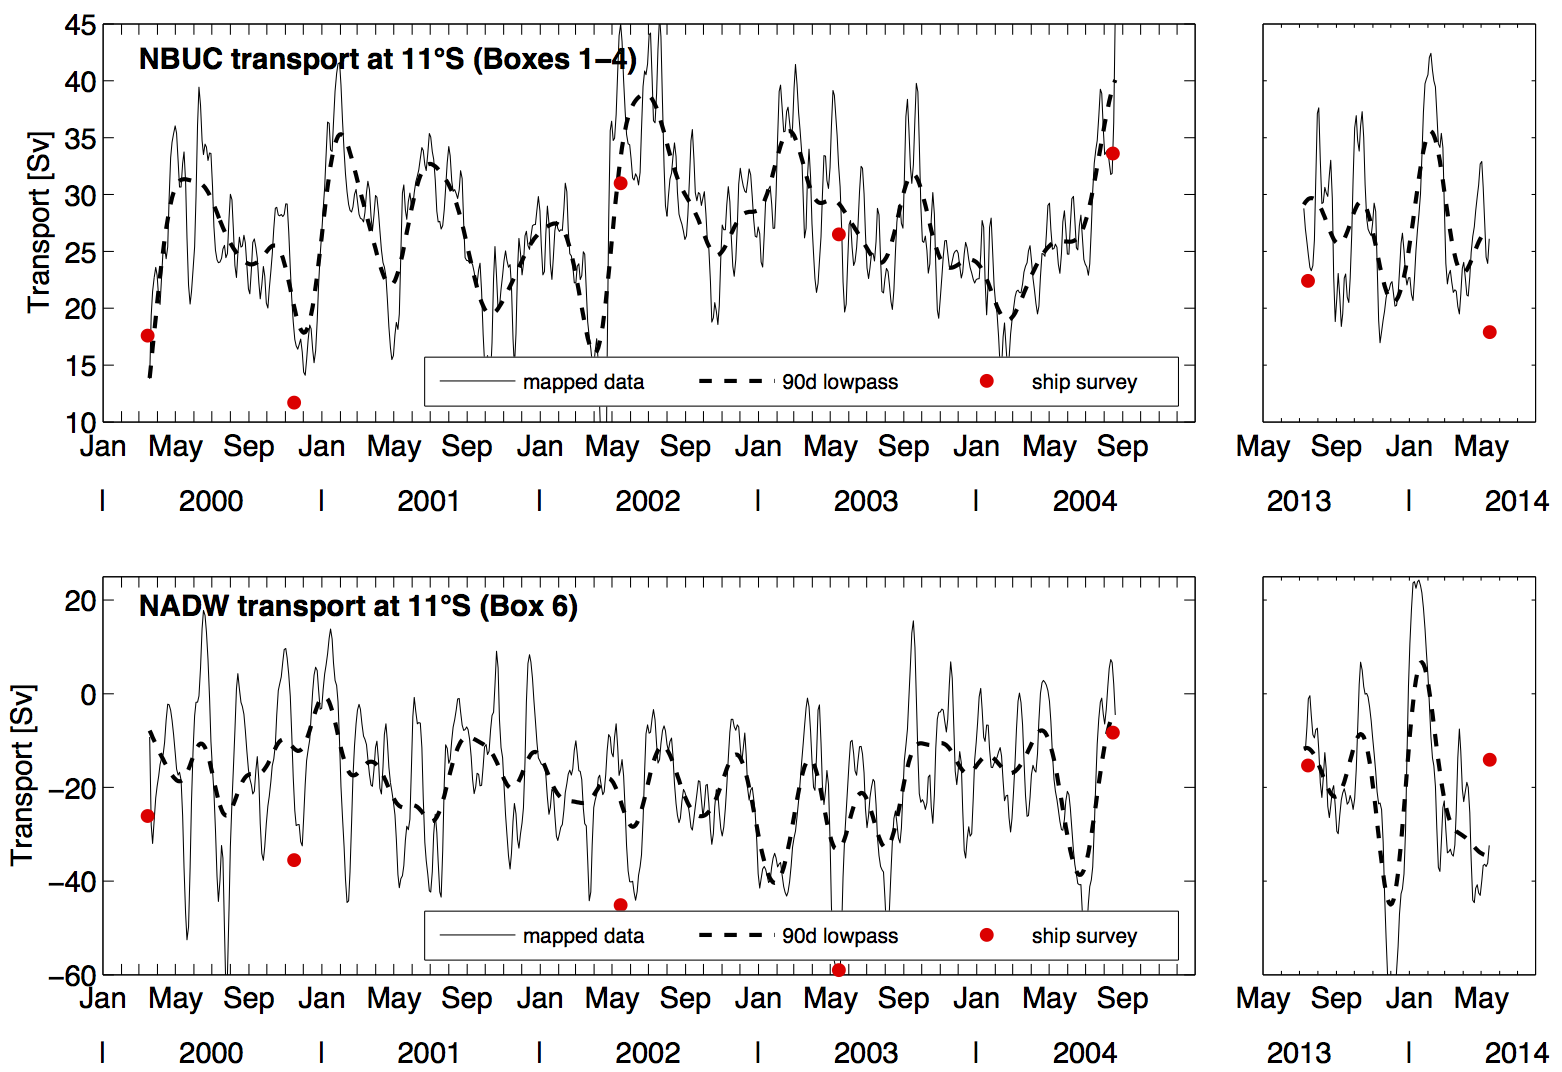 NBUC transport at 11°S (Boxes 1−4)
Transport [Sv]
45
40
35
30
25
20
15
10
mapped data 90d lowpass ship survey
Jan May Sep Jan May Sep Jan May Sep Jan May Sep Jan May Sep May Sep Jan May
| 2000 | 2001 | 2002 | 2003 | 2004 2013 | 2014
NADW transport at 11°S (Box 6)
Transport [Sv]
20
0
−20
−40
−60
mapped data 90d lowpass ship survey
Jan May Sep Jan May Sep Jan May Sep Jan May Sep Jan May Sep May Sep Jan May
| 2000 | 2001 | 2002 | 2003 | 2004 2013 | 2014